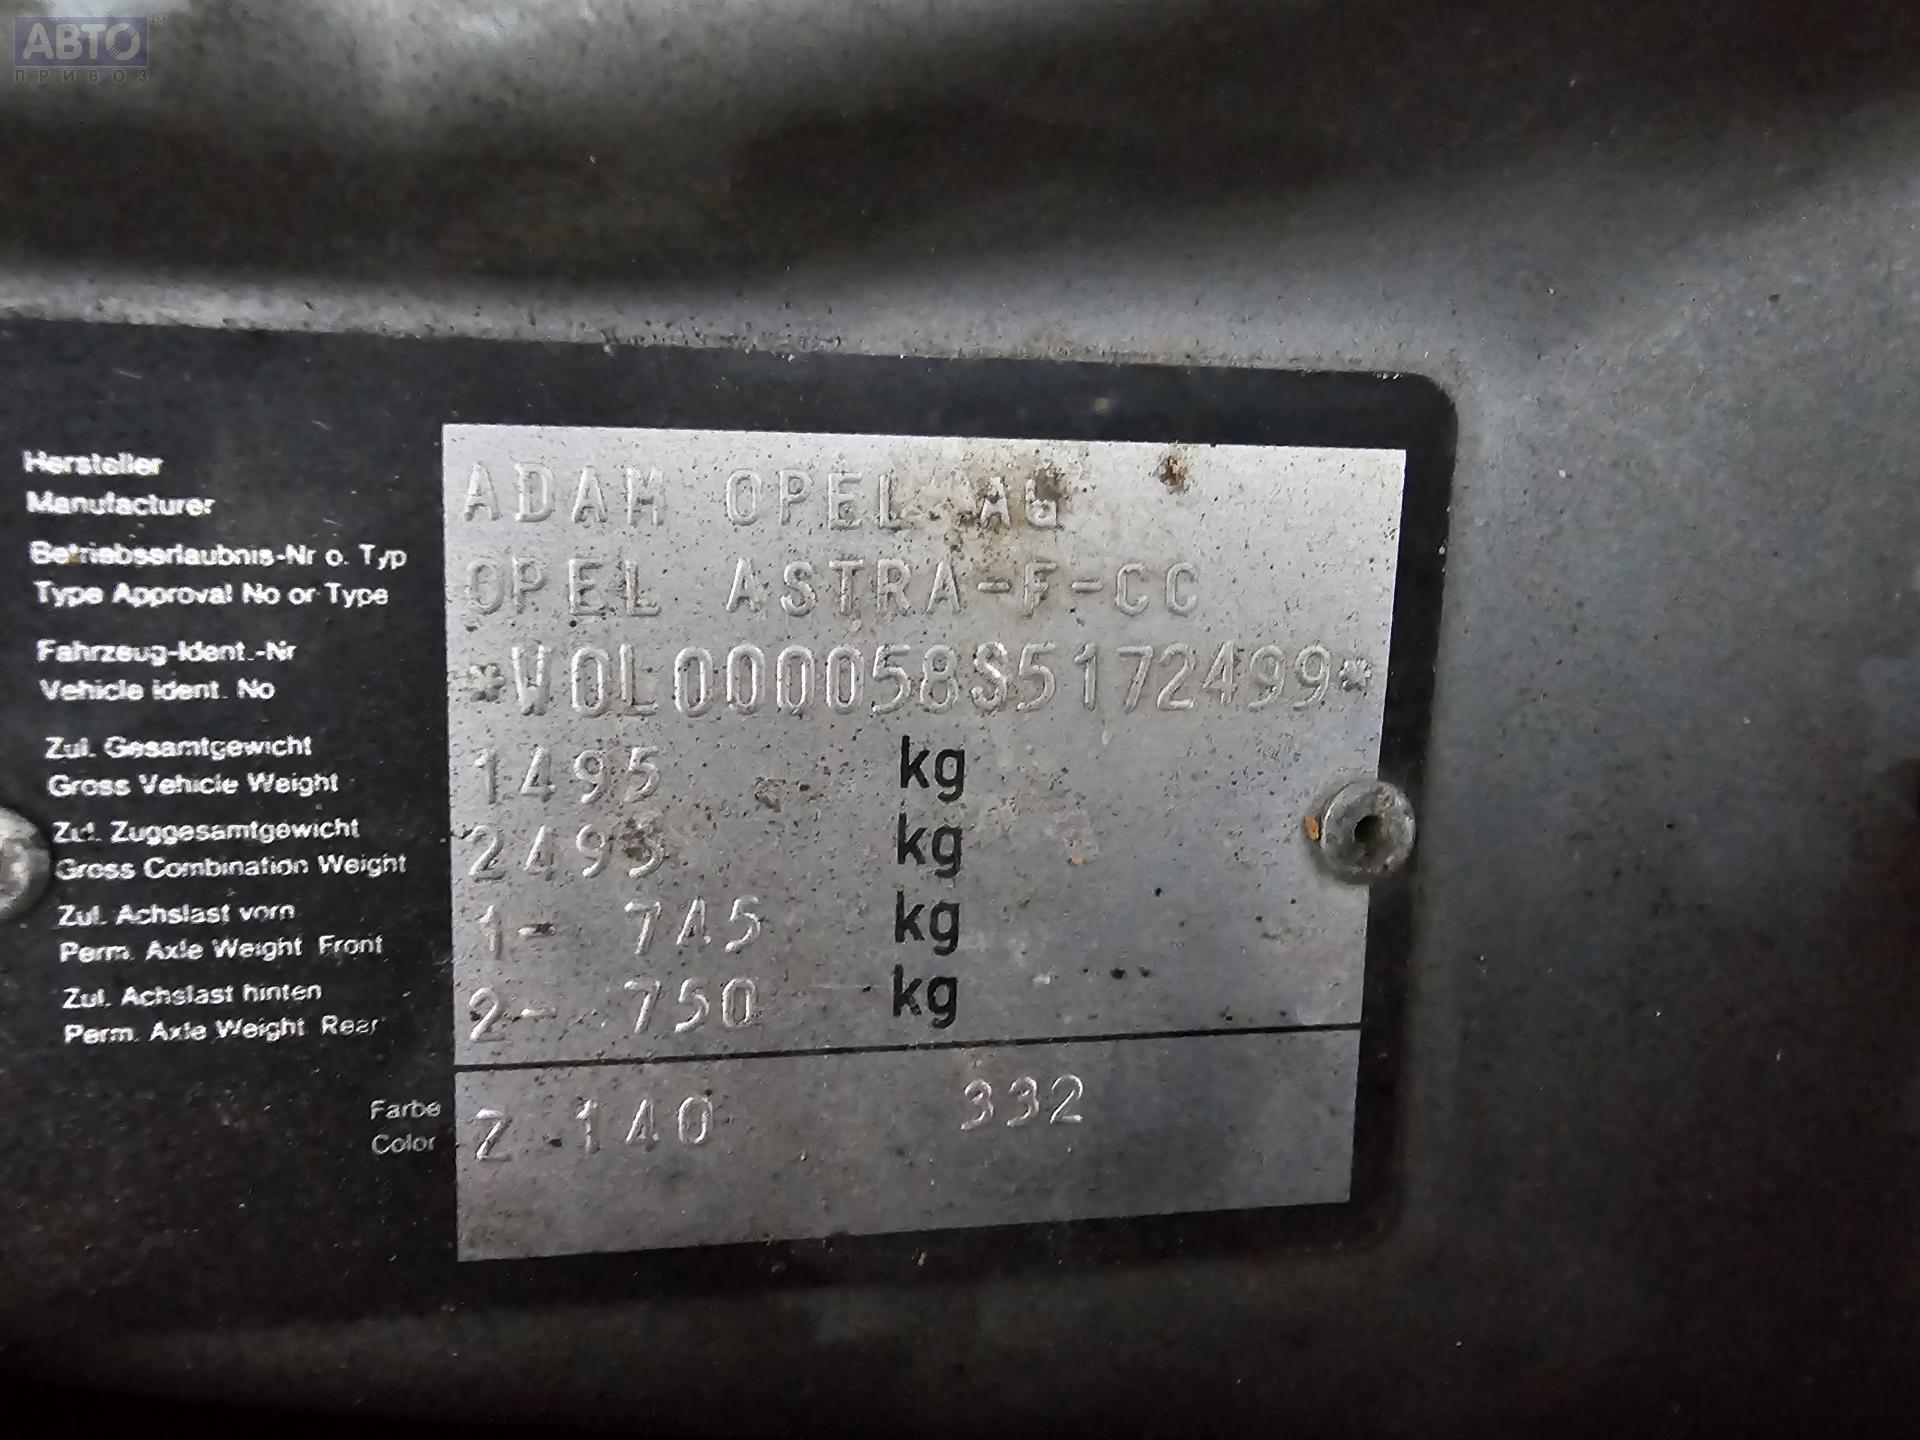 АВТО
ПРИВОЗ
Hersteller
Manufacturer
ADAM OPEL AG
Betriebserlaubnis-Nr o. Typ
Type Approval No or Type
OPEL ASTRA-F-CC
Fahrzeug-Ident.-Nr
Vehicle Ident. No
*W0L000058S5172499*
Zul. Gesamtgewicht
Gross Vehicle Weight
1495 kg
Zul. Zuggesamtgewicht
Gross Combination Weight
2495 kg
Zul. Achslast vorn
Perm. Axle Weight Front
1- 745 kg
Zul. Achslast hinten
Perm. Axle Weight Rear
2- 750 kg
Farbe
Color
Z 140 332